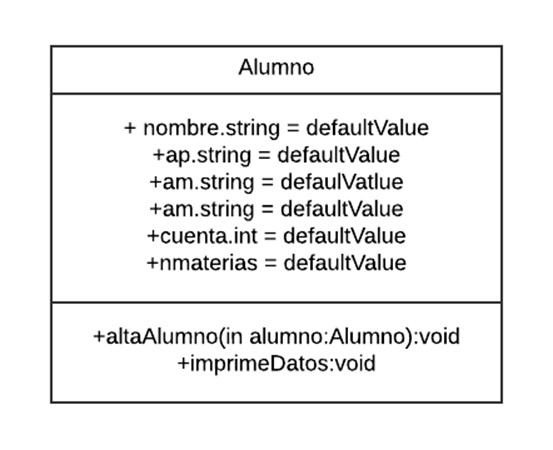 Alumno
+ nombre.string = defaultValue
+ap.string = defaultValue
+am.string = defaulVatlue
+am.string = defaultValue
+cuenta.int = defaultValue
+nmaterias = defaultValue
+altaAlumno(in alumno:Alumno):void
+imprimeDatos:void